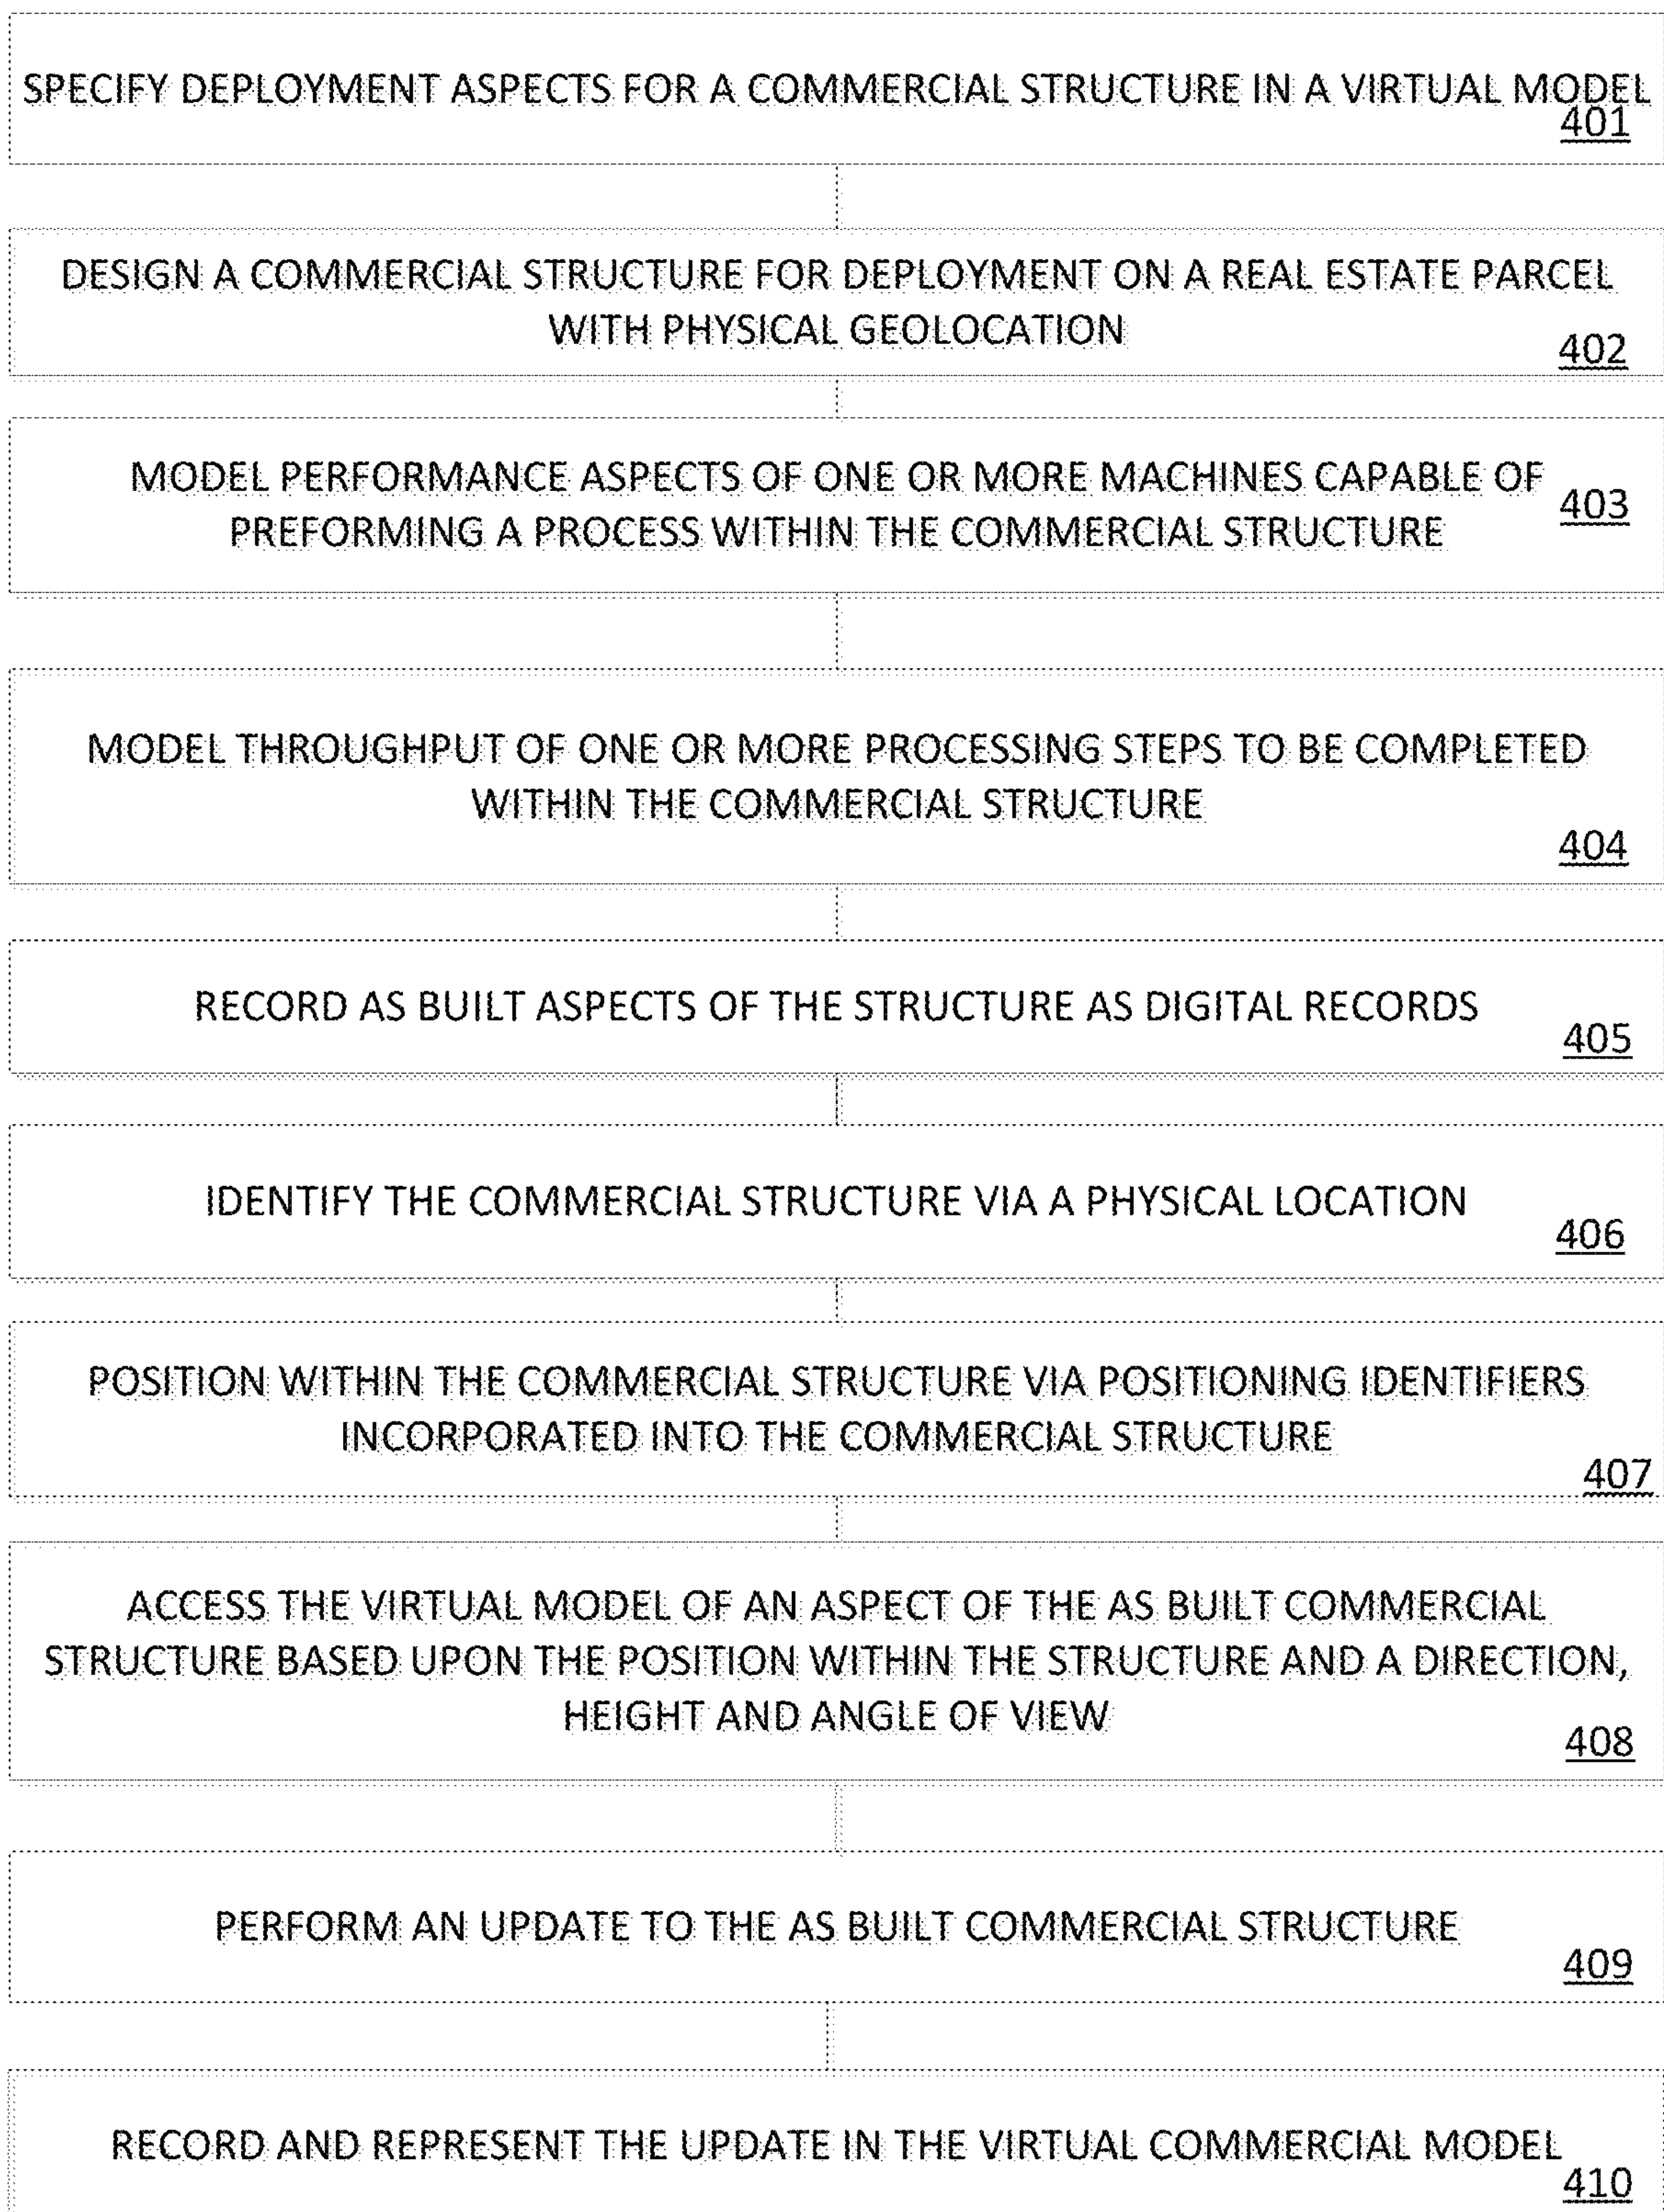 SPECIFY DEPLOYMENT ASPECTS FOR A COMMERCIAL STRUCTURE IN A VIRTUAL MODEL
401
DESIGN A COMMERCIAL STRUCTURE FOR DEPLOYMENT ON A REAL ESTATE PARCEL
WITH PHYSICAL GEOLOCATION
402
MODEL PERFORMANCE ASPECTS OF ONE OR MORE MACHINES CAPABLE OF
403
PREFORMING A PROCESS WITHIN THE COMMERCIAL STRUCTURE
MODEL THROUGHPUT OF ONE OR MORE PROCESSING STEPS TO BE COMPLETED
WITHIN THE COMMERCIAL STRUCTURE
404
RECORD AS BUILT ASPECTS OF THE STRUCTURE AS DIGITAL RECORDS
405
IDENTIFY THE COMMERCIAL STRUCTURE VIA A PHYSICAL LOCATION
406
POSITION WITHIN THE COMMERCIAL STRUCTURE VIA POSITIONING IDENTIFIERS
INCORPORATED INTO THE COMMERCIAL STRUCTURE
407
ACCESS THE VIRTUAL MODEL OF AN ASPECT OF THE AS BUILT COMMERCIAL
STRUCTURE BASED UPON THE POSITION WITHIN THE STRUCTURE AND A DIRECTION,
HEIGHT AND ANGLE OF VIEW
408
PERFORM AN UPDATE TO THE AS BUILT COMMERCIAL STRUCTURE
409
RECORD AND REPRESENT THE UPDATE IN THE VIRTUAL COMMERCIAL MODEL
410